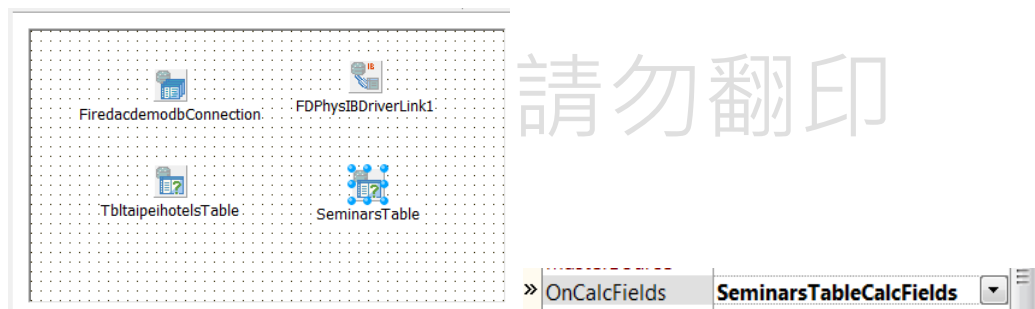 FiredacdemodbConnection
FDPhysIBDriverLink1
TbltaipeihotelsTable
SeminarsTable
請勿翻印
OnCalcFields SeminarsTableCalcFields